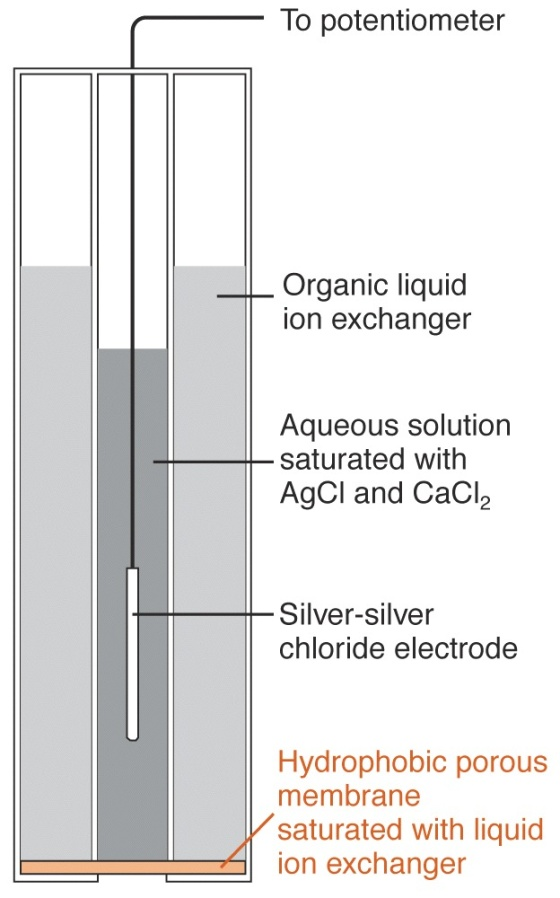 To potentiometer
Organic liquid
ion exchanger
Aqueous solution
saturated with
AgCl and CaCl₂
Silver-silver
chloride electrode
Hydrophobic porous
membrane
saturated with liquid
ion exchanger